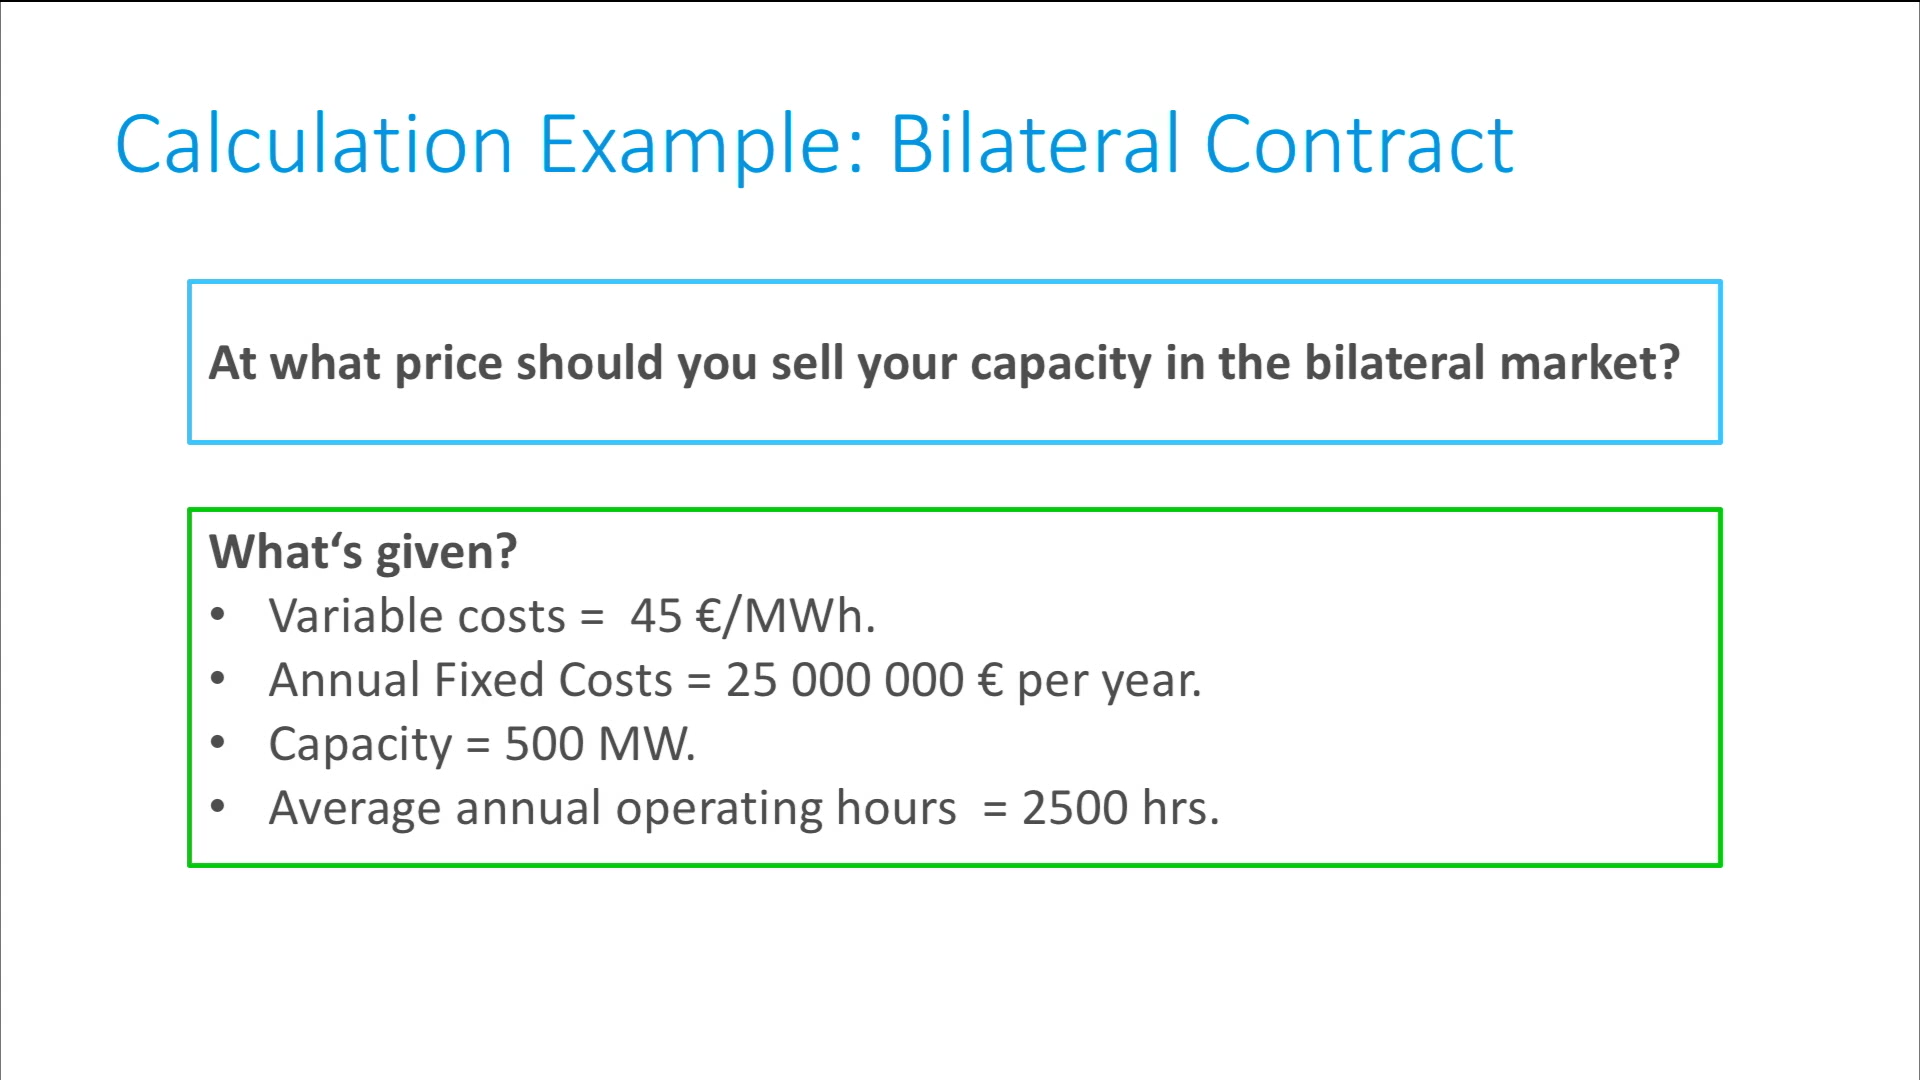 Calculation Example: Bilateral Contract
At what price should you sell your capacity in the bilateral market?
What‘s given?
• Variable costs =  45 €/MWh.
• Annual Fixed Costs = 25 000 000 € per year.
• Capacity = 500 MW.
• Average annual operating hours  = 2500 hrs.